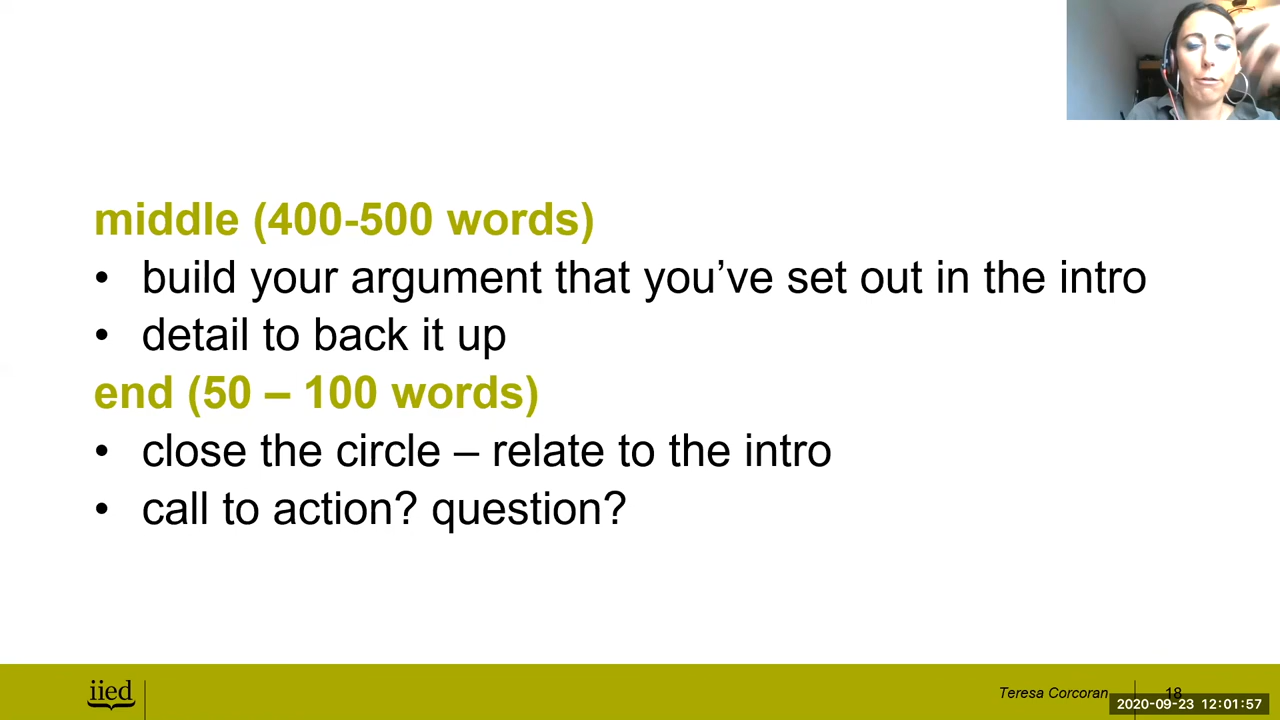 middle (400-500 words)
• build your argument that you’ve set out in the intro
• detail to back it up
end (50 – 100 words)
• close the circle – relate to the intro
• call to action? question?
iied
Teresa Corcoran
18
2020-09-23 12:01:57